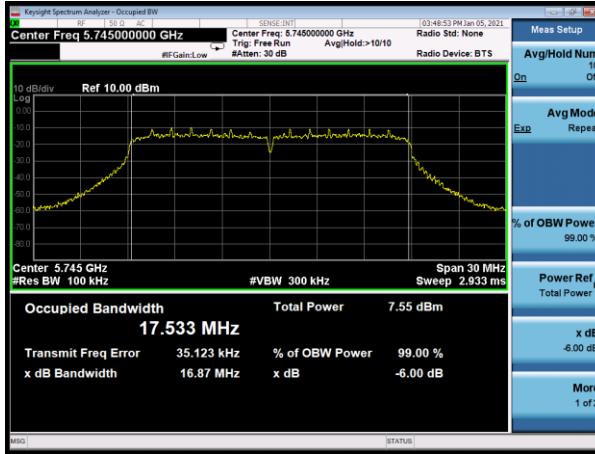 Keysight Spectrum Analyzer - Occupied BW
RF 50 Ω AC SENSE:INT 03:48:53 PM Jan 05, 2021
Center Freq 5.745000000 GHz
Center Freq: 5.745000000 GHz
Radio Std: None
Trig: Free Run Avg|Hold:>10/10
#IFGain:Low #Atten: 30 dB Radio Device: BTS
10 dB/div Ref 10.00 dBm
Log
0.00
-10.0
-20.0
-30.0
-40.0
-50.0
-60.0
-70.0
-80.0
Center 5.745 GHz Span 30 MHz
#Res BW 100 kHz #VBW 300 kHz Sweep 2.933 ms
Occupied Bandwidth Total Power 7.55 dBm
17.533 MHz
Transmit Freq Error 35.123 kHz % of OBW Power 99.00 %
x dB Bandwidth 16.87 MHz x dB -6.00 dB
MSG STATUS
Meas Setup
Avg/Hold Num
10
On Of
Avg Mode
Exp Repea
% of OBW Powe
99.00 %
Power Ref
Total Power
x dB
-6.00 dB
More
1 of 2